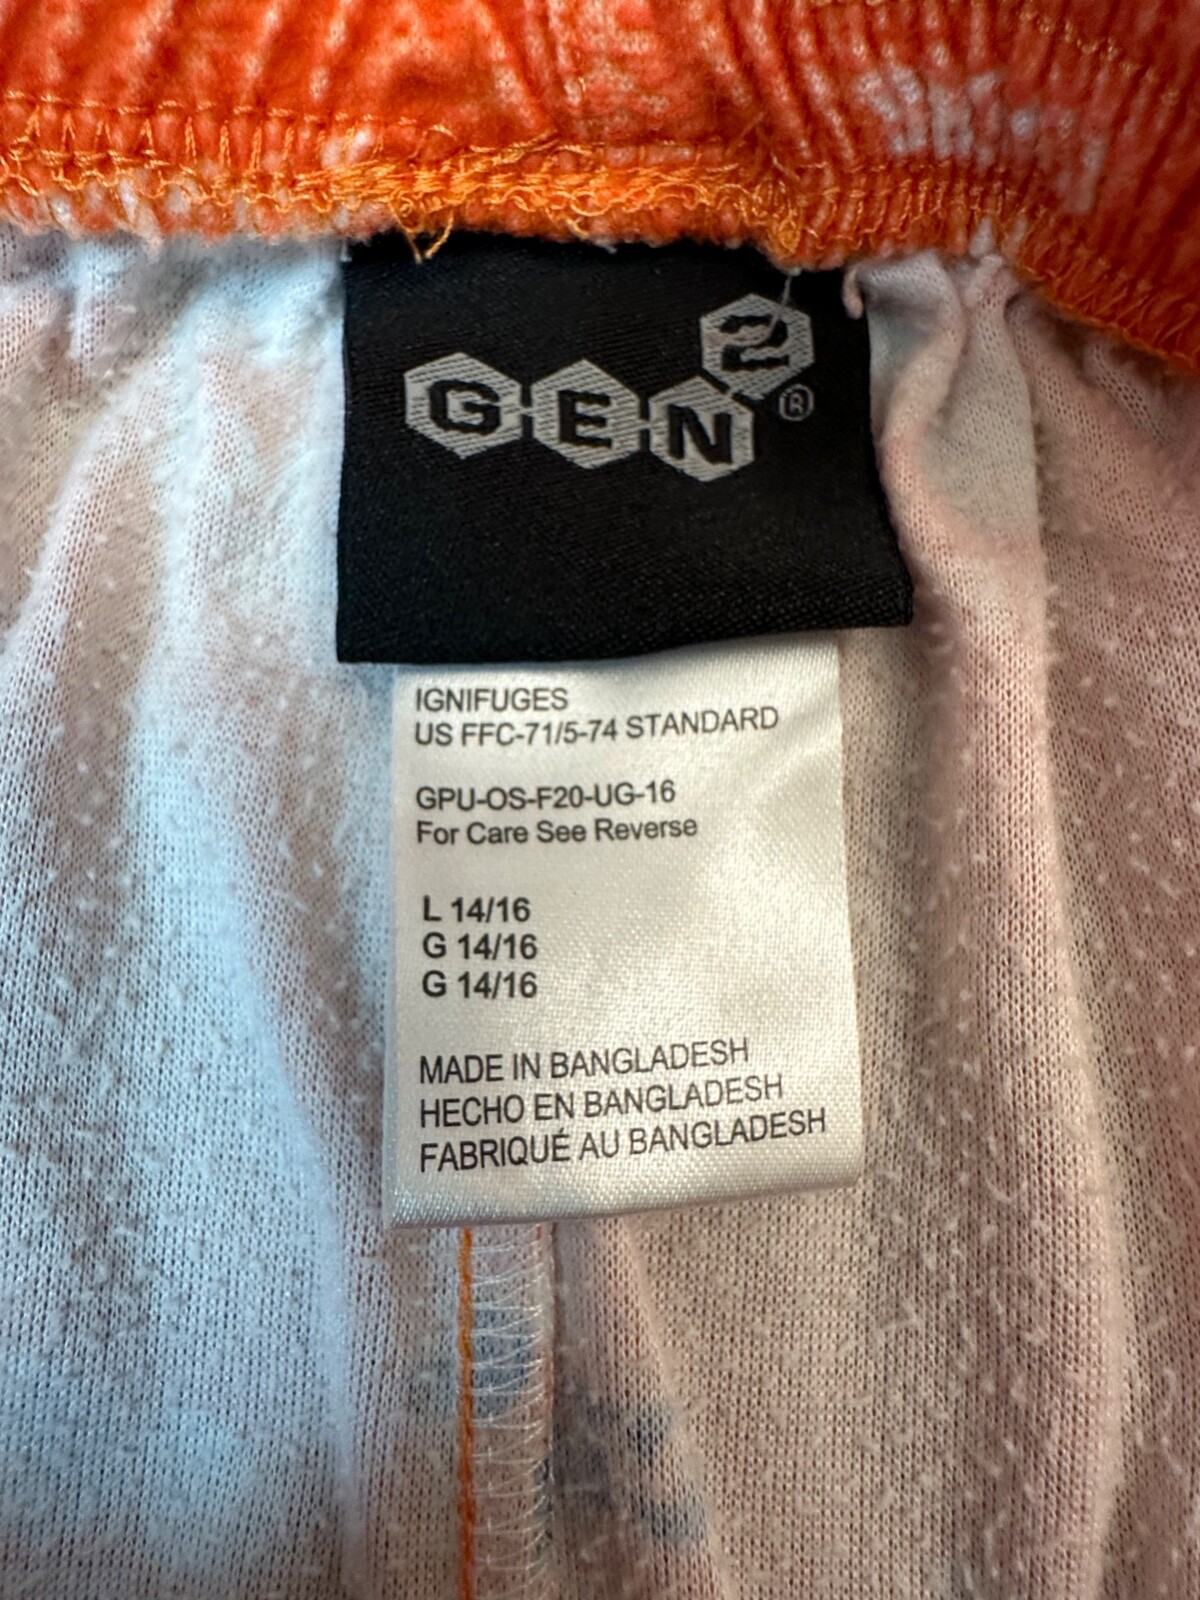 GEN2®
IGNIFUGES
US FFC-71/5-74 STANDARD
GPU-OS-F20-UG-16
For Care See Reverse
L 14/16
G 14/16
G 14/16
MADE IN BANGLADESH
HECHO EN BANGLADESH
FABRIQUÉ AU BANGLADESH